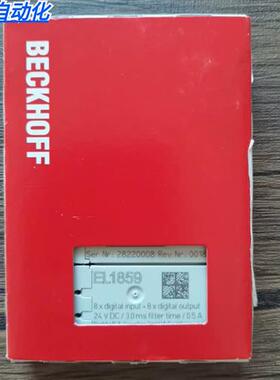 自动化
BECKHOFF
Ser Nr: 28220008 Rev Nr: 0018
EL1859
8 x digital input + 8 x digital output
24 V DC / 3.0 ms filter time / 0.5 A